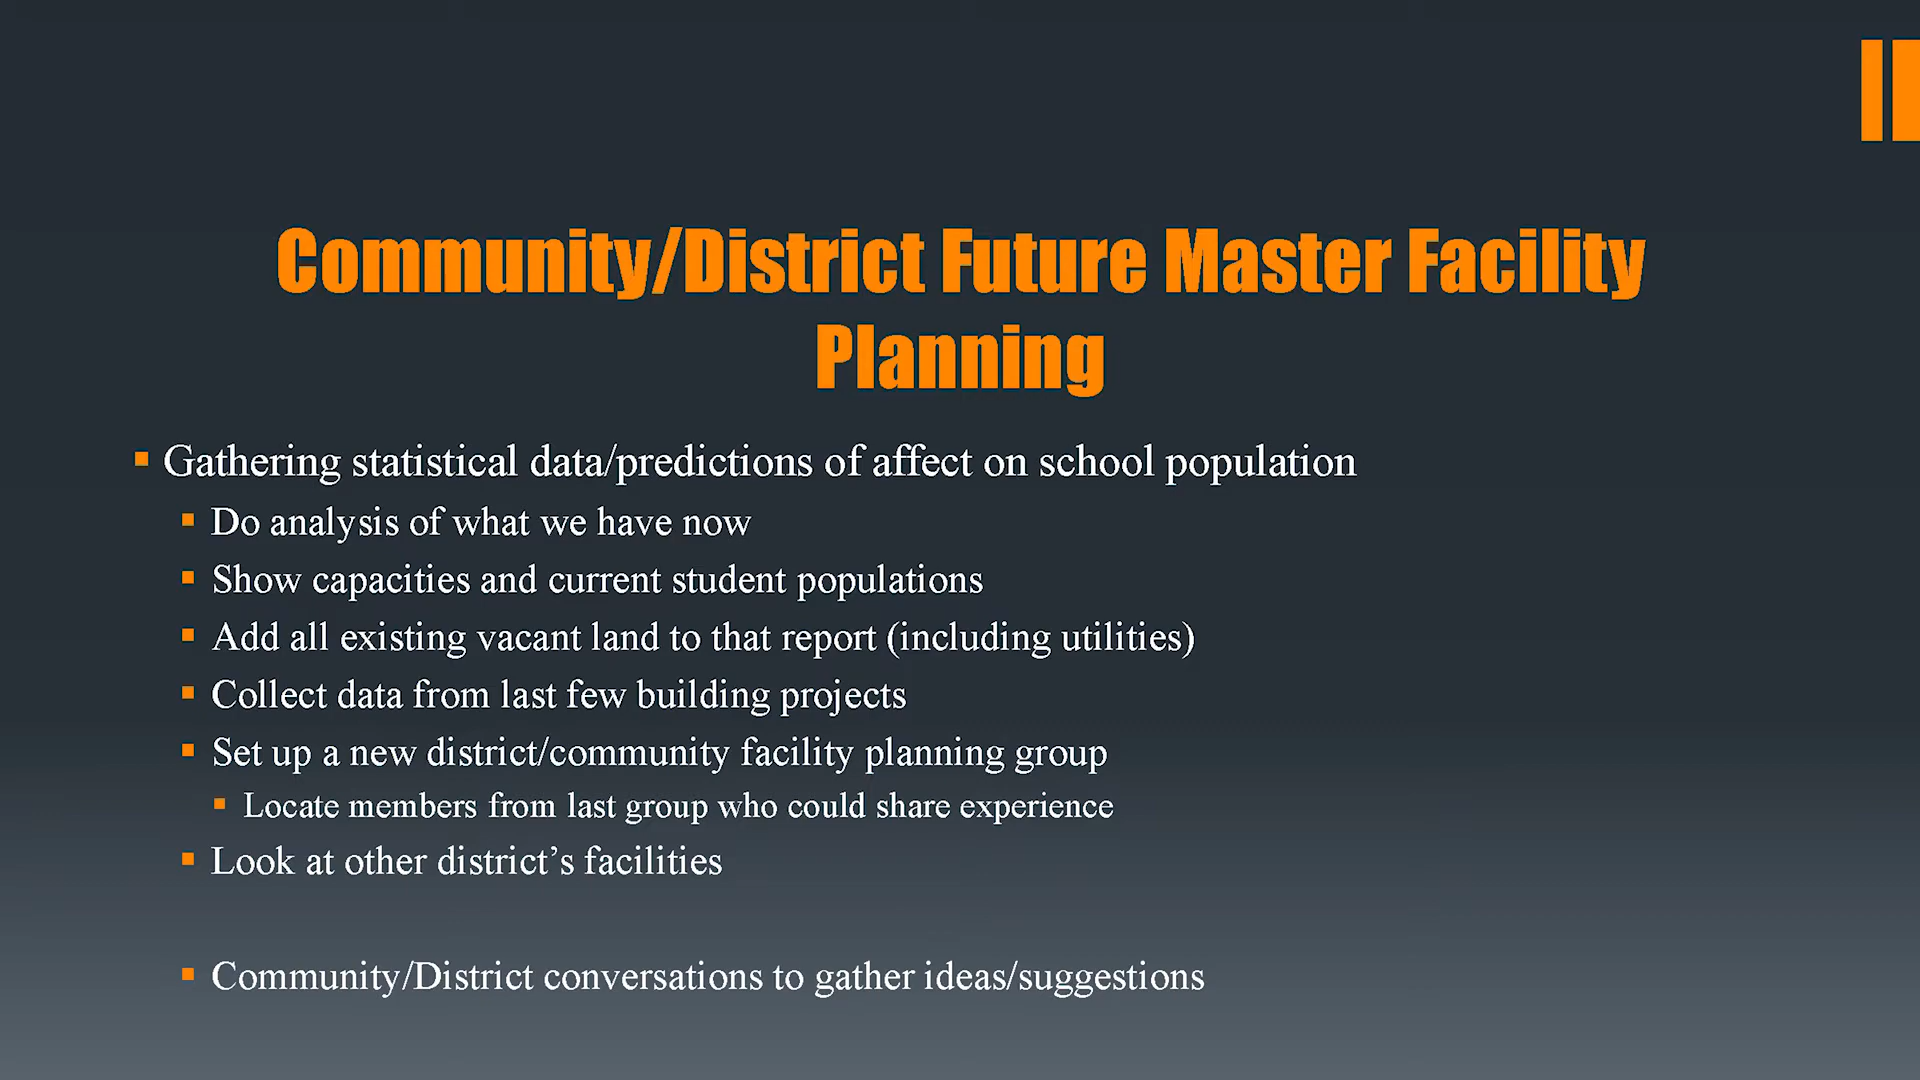 Community/District Future Master Facility
Planning
Gathering statistical data/predictions of affect on school population
Do analysis of what we have now
Show capacities and current student populations
Add all existing vacant land to that report (including utilities)
Collect data from last few building projects
Set up a new district/community facility planning group
Locate members from last group who could share experience
Look at other district’s facilities
Community/District conversations to gather ideas/suggestions